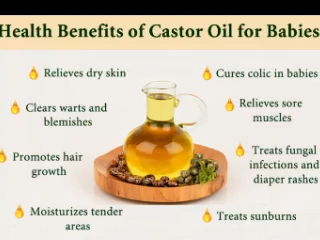 Health Benefits of Castor Oil for Babies
Relieves dry skin
Cures colic in babies
Clears warts and
blemishes
Relieves sore
muscles
Promotes hair
growth
Treats fungal
infections and
diaper rashes
Moisturizes tender
areas
Treats sunburns